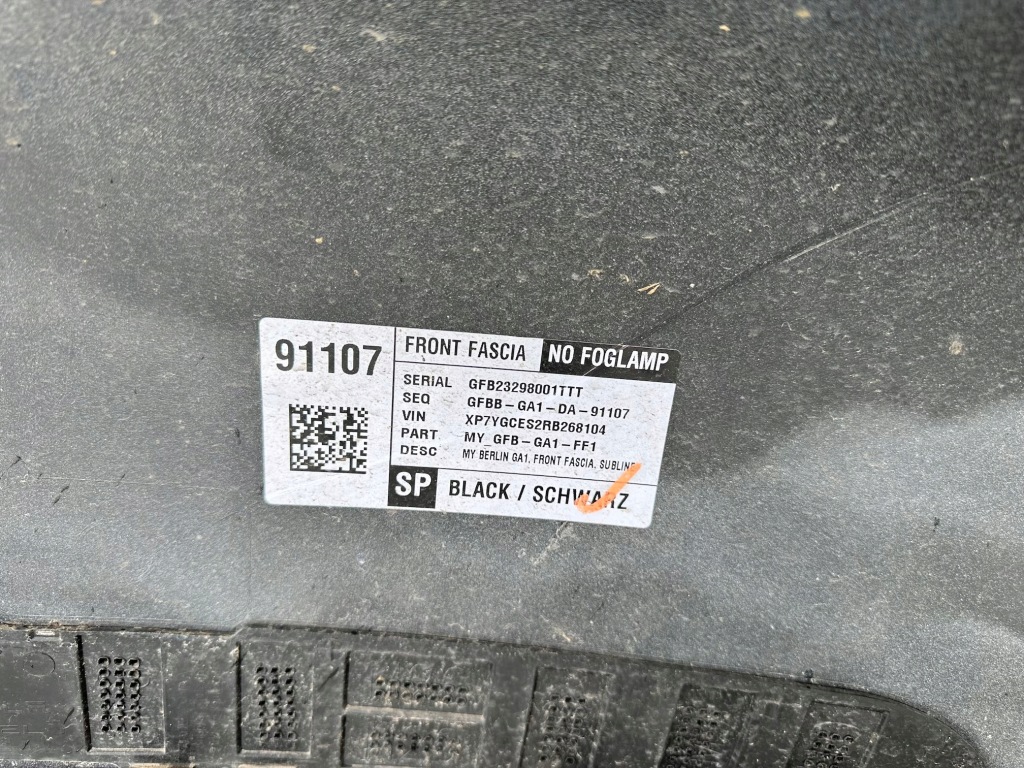 91107
FRONT FASCIA NO FOGLAMP
SERIAL GFB23298001TTT
SEQ GFBB-GA1-DA-91107
VIN XP7YGCES2RB268104
PART MY_GFB-GA1-FF1
DESC MY BERLIN GA1, FRONT FASCIA, SUBLINE
SP BLACK / SCHWARZ